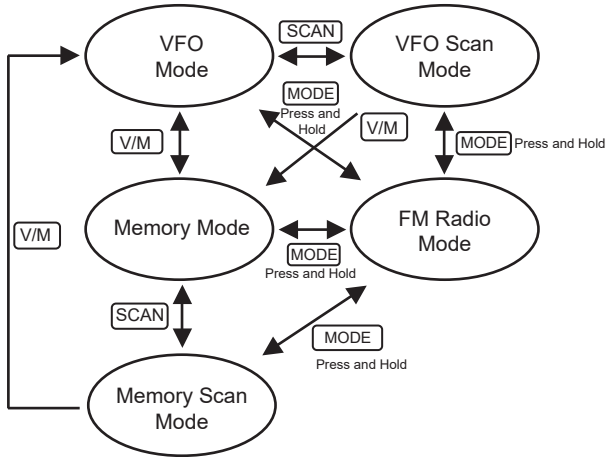 VFO
Mode
SCAN
VFO Scan
Mode
MODE
Press and
Hold
V/M
V/M
MODE Press and Hold
V/M
Memory Mode
MODE
Press and Hold
FM Radio
Mode
SCAN
MODE
Press and Hold
Memory Scan
Mode